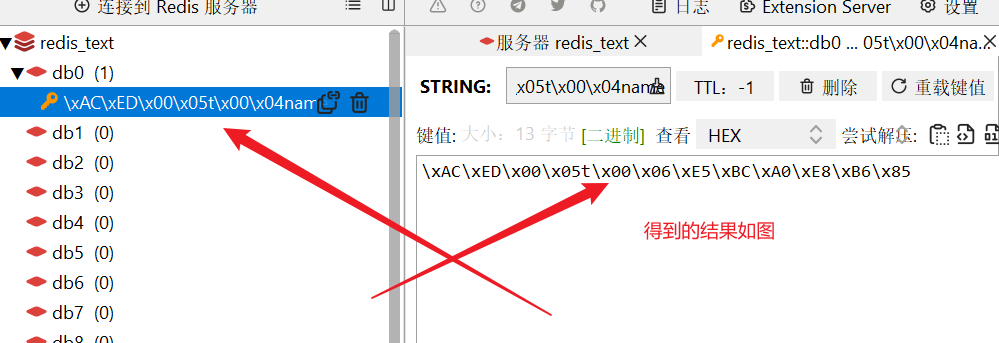 连接到 Redis 服务器
日志
Extension Server
设置
redis_text
db0 (1)
\xAC\xED\x00\x05t\x00\x04nam
db1 (0)
db2 (0)
db3 (0)
db4 (0)
db5 (0)
db6 (0)
db7 (0)
db8 (0)
服务器 redis_text
redis_text::db0 ... 05t\x00\x04na...
STRING:
x05t\x00\x04name
TTL: -1
删除
重载键值
键值: 大小: 13 字节 [二进制] 查看 HEX 尝试解压:
\xAC\xED\x00\x05t\x00\x06\xE5\xBC\xA0\xE8\xB6\x85
得到的结果如图